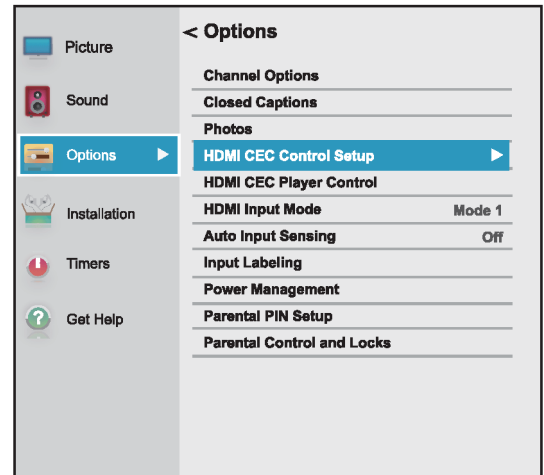 Picture
Sound
Options
Installation
Timers
Get Help
< Options
Channel Options
Closed Captions
Photos
HDMI CEC Control Setup
HDMI CEC Player Control
HDMI Input Mode Mode 1
Auto Input Sensing Off
Input Labeling
Power Management
Parental PIN Setup
Parental Control and Locks